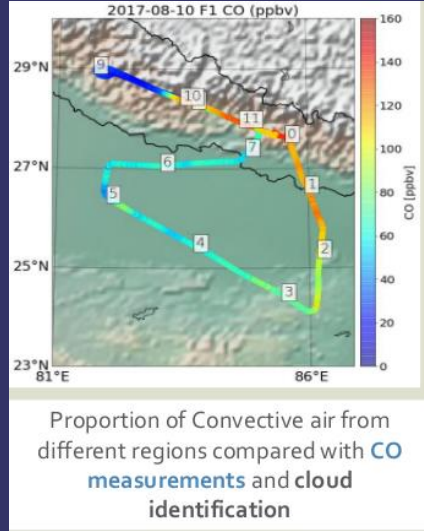 2017-08-10 F1 CO (ppbv)
160
29°N
9
140
10
120
11
0
7
27°N
6
100
1
5
CO [ppbv]
80
4
2
60
25°N
3
40
20
23°N
0
81°E
86°E
Proportion of Convective air from
different regions compared with CO
measurements and cloud
identification